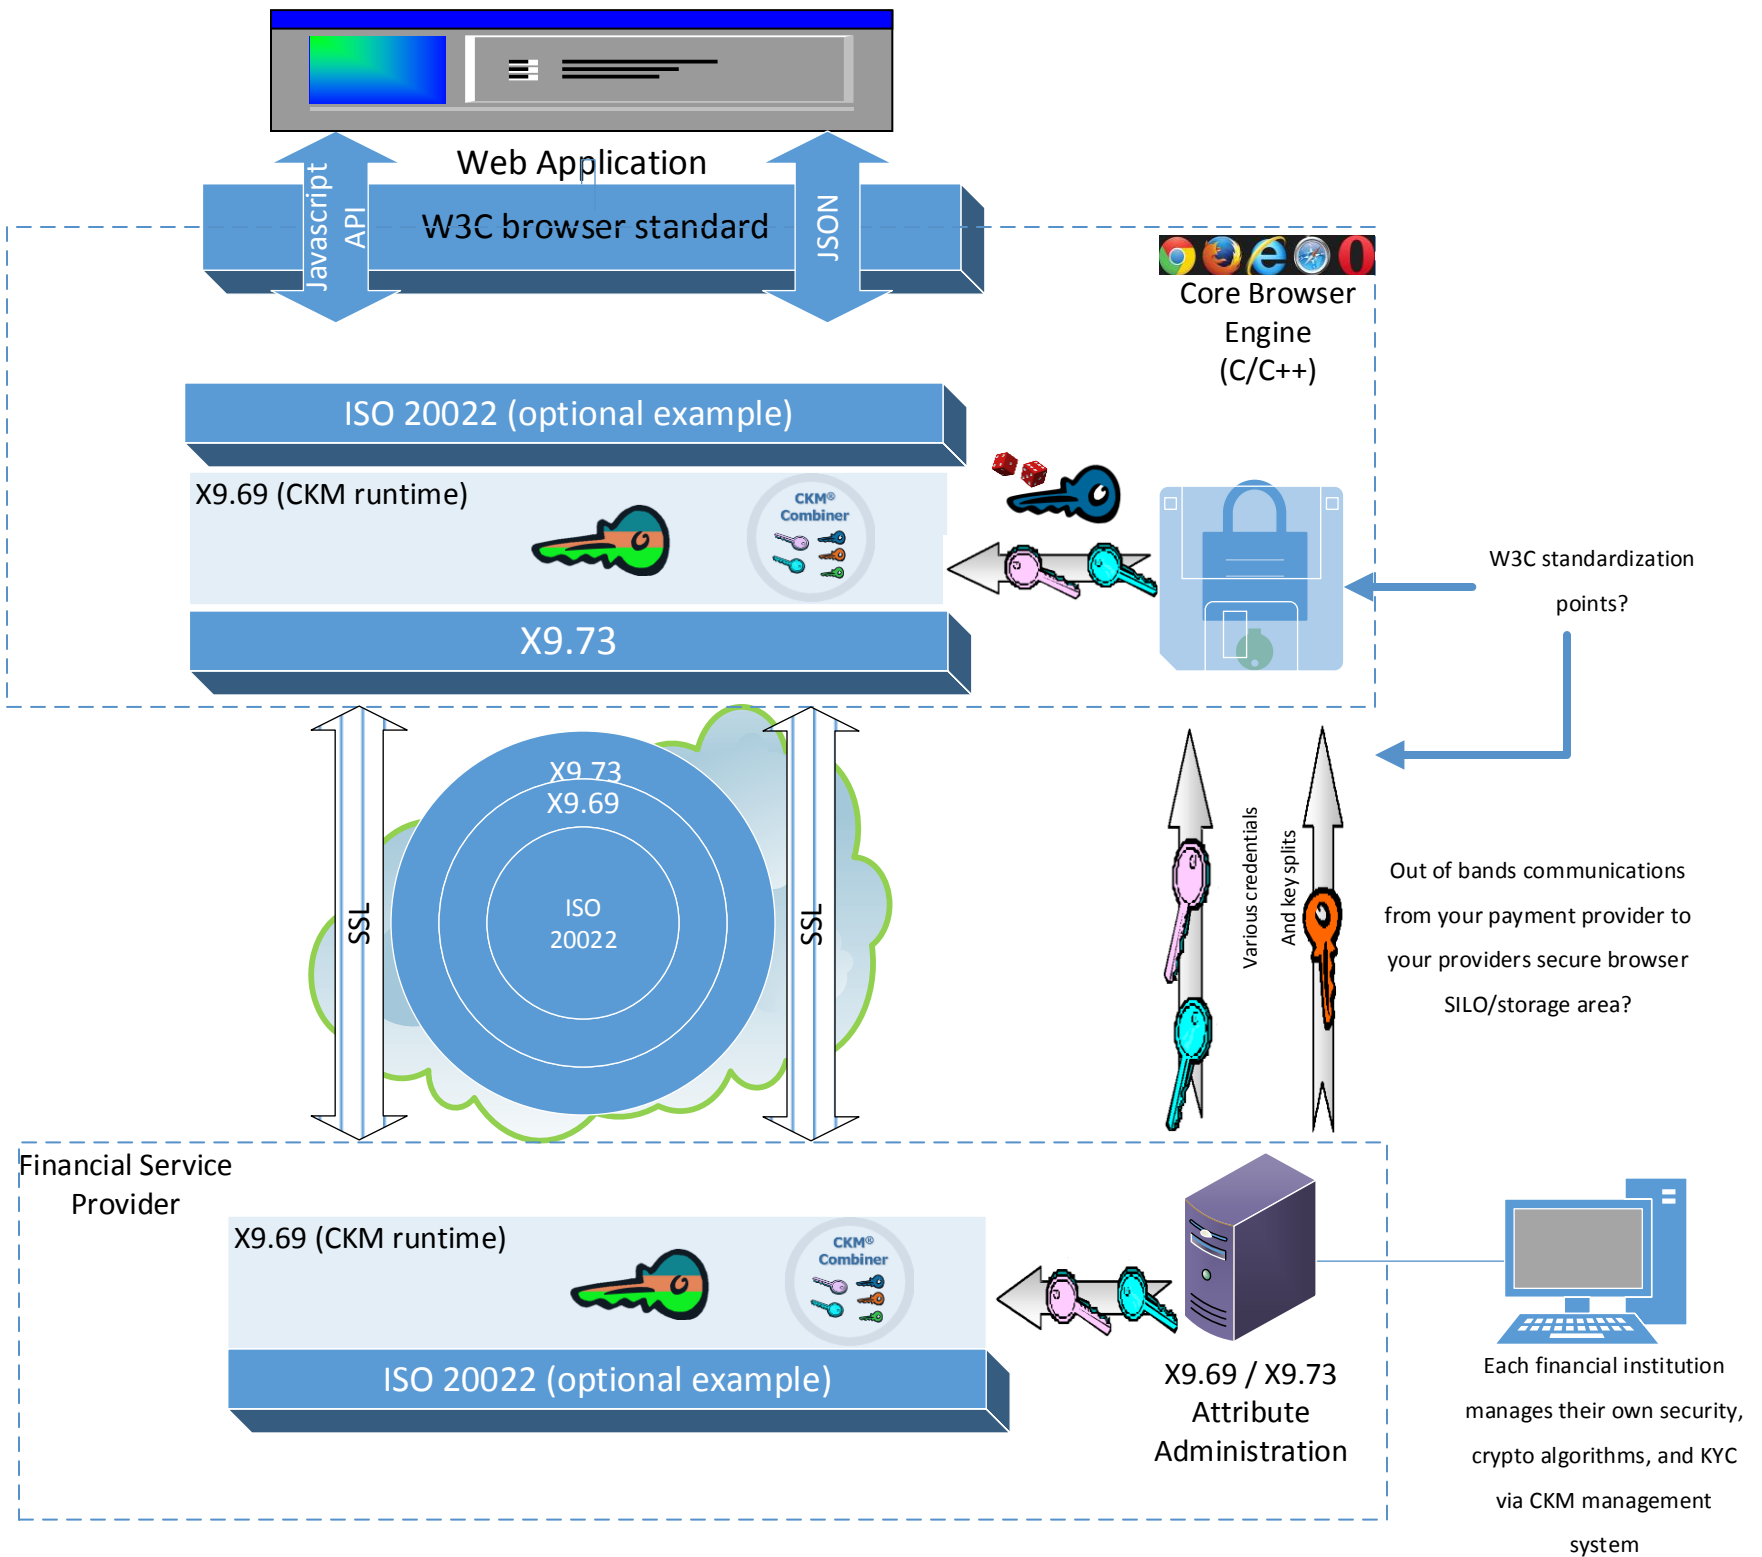 Web Application
Javascript
API
W3C browser standard
JSON
Core Browser
Engine
(C/C++)
ISO 20022 (optional example)
X9.69 (CKM runtime)
CKM®
Combiner
X9.73
W3C standardization
points?
SSL
X9.73
X9.69
ISO
20022
SSL
Various credentials
And key splits
Out of bands communications
from your payment provider to
your providers secure browser
SILO/storage area?
Financial Service
Provider
X9.69 (CKM runtime)
CKM®
Combiner
ISO 20022 (optional example)
X9.69 / X9.73
Attribute
Administration
Each financial institution
manages their own security,
crypto algorithms, and KYC
via CKM management
system